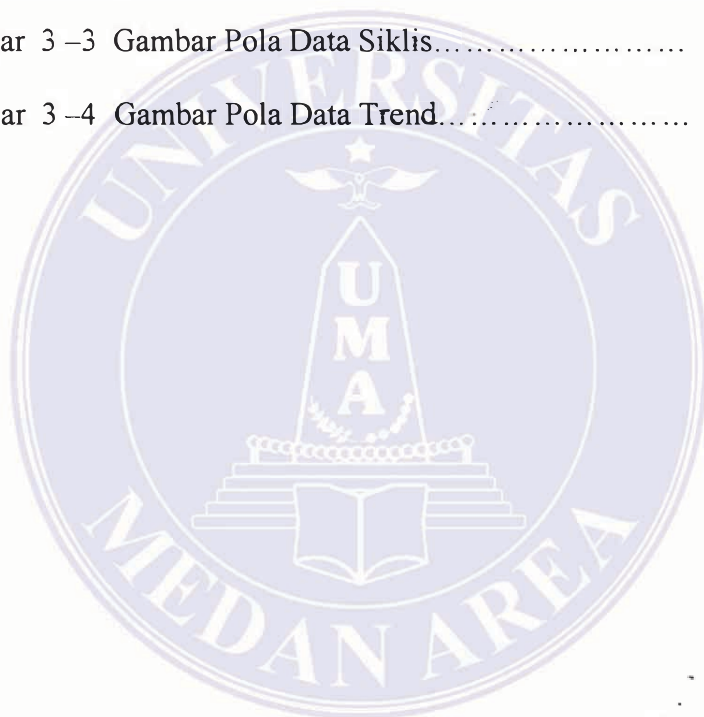 ar 3 –3 Gambar Pola Data Siklis........................
ar 3 –4 Gambar Pola Data Trend........................
UNIVERSITAS
UMA
MEDAN AREA